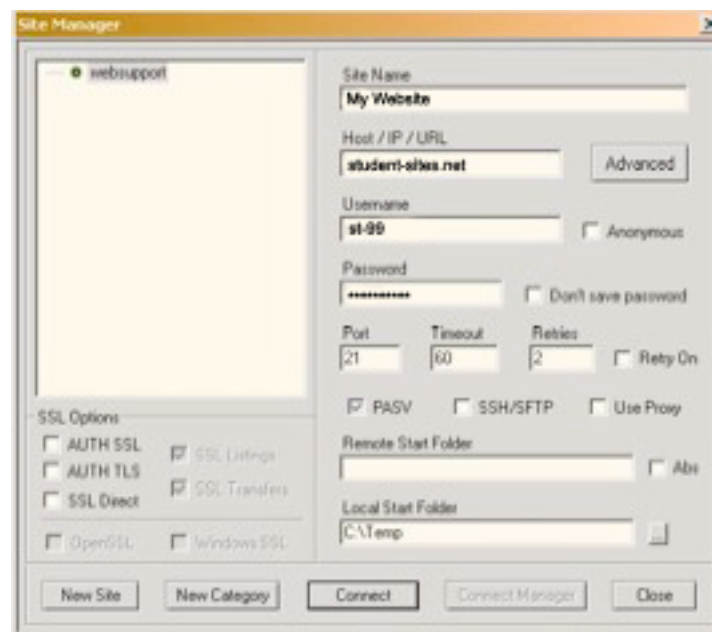 Site Manager
websupport
Site Name
My Website
Host / IP / URL
student-sites.net
Advanced
Username
st-99
Anonymous
Password
••••••••••
Don't save password
Port Timeout Retries
21 60 2 Retry On
PASV SSH/SFTP Use Proxy
SSL Options
AUTH SSL SSL Listings
AUTH TLS SSL Transfers
SSL Direct
OpenSSL Windows SSL
Remote Start Folder
Abs
Local Start Folder
C:\Temp
...
New Site New Category Connect Connect Manager Close